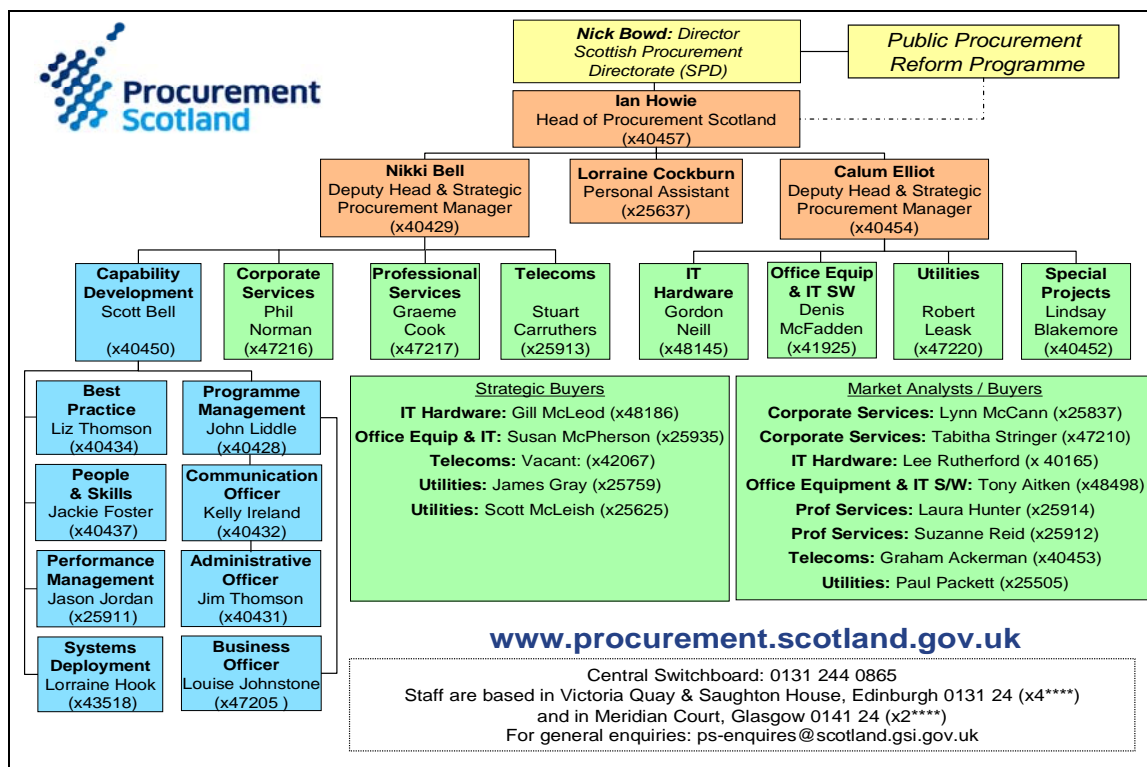 Procurement
Scotland
Nick Bowd: Director
Scottish Procurement
Directorate (SPD)
Public Procurement
Reform Programme
Ian Howie
Head of Procurement Scotland
(x40457)
Nikki Bell
Deputy Head & Strategic
Procurement Manager
(x40429)
Lorraine Cockburn
Personal Assistant
(x25637)
Calum Elliot
Deputy Head & Strategic
Procurement Manager
(x40454)
Capability
Development
Scott Bell
(x40450)
Corporate
Services
Phil
Norman
(x47216)
Professional
Services
Graeme
Cook
(x47217)
Telecoms
Stuart
Carruthers
(x25913)
IT
Hardware
Gordon
Neill
(x48145)
Office Equip
& IT SW
Denis
McFadden
(x41925)
Utilities
Robert
Leask
(x47220)
Special
Projects
Lindsay
Blakemore
(x40452)
Best
Practice
Liz Thomson
(x40434)
Programme
Management
John Liddle
(x40428)
People
& Skills
Jackie Foster
(x40437)
Communication
Officer
Kelly Ireland
(x40432)
Performance
Management
Jason Jordan
(x25911)
Administrative
Officer
Jim Thomson
(x40431)
Systems
Deployment
Lorraine Hook
(x43518)
Business
Officer
Louise Johnstone
(x47205 )
Strategic Buyers
IT Hardware: Gill McLeod (x48186)
Office Equip & IT: Susan McPherson (x25935)
Telecoms: Vacant: (x42067)
Utilities: James Gray (x25759)
Utilities: Scott McLeish (x25625)
Market Analysts / Buyers
Corporate Services: Lynn McCann (x25837)
Corporate Services: Tabitha Stringer (x47210)
IT Hardware: Lee Rutherford (x 40165)
Office Equipment & IT S/W: Tony Aitken (x48498)
Prof Services: Laura Hunter (x25914)
Prof Services: Suzanne Reid (x25912)
Telecoms: Graham Ackerman (x40453)
Utilities: Paul Packett (x25505)
www.procurement.scotland.gov.uk
Central Switchboard: 0131 244 0865
Staff are based in Victoria Quay & Saughton House, Edinburgh 0131 24 (x4****)
and in Meridian Court, Glasgow 0141 24 (x2****)
For general enquiries: ps-enquires@scotland.gsi.gov.uk